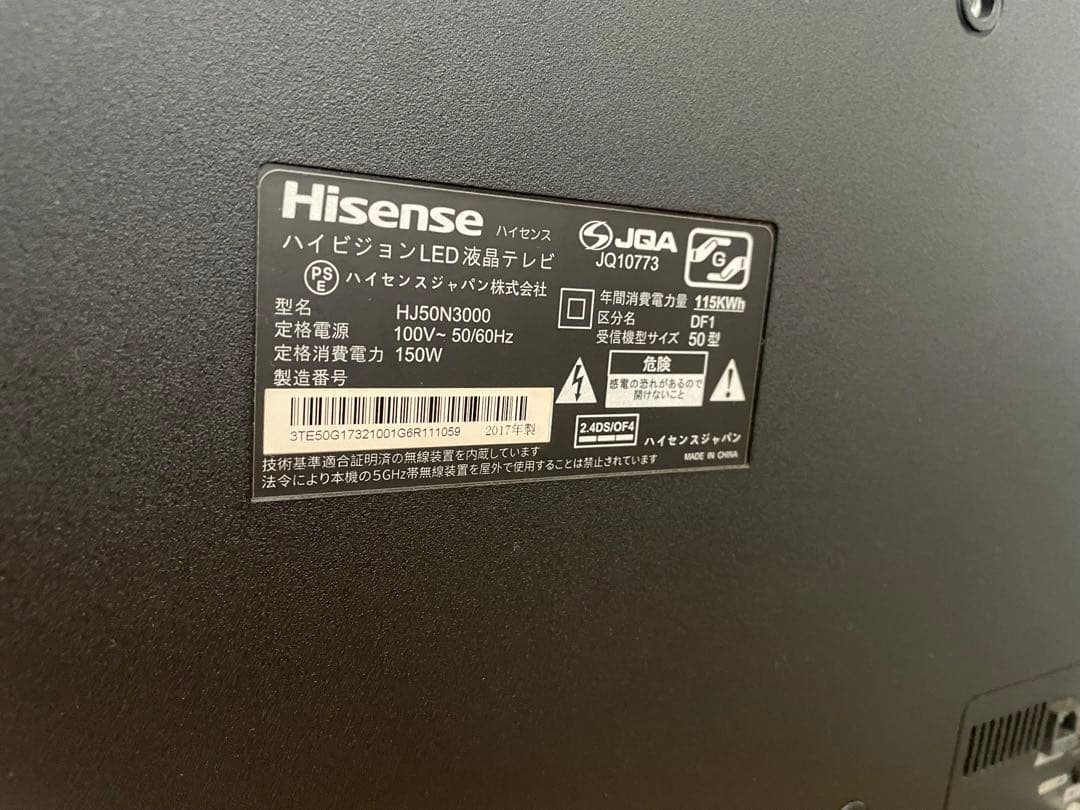 Hisense ハイセンス
ハイビジョンLED液晶テレビ
PSE ハイセンスジャパン株式会社
型名 HJ50N3000
定格電源 100V~ 50/60Hz
定格消費電力 150W
製造番号
3TE50G17321001G6R111059 2017年製
JQA
JQ10773
G
年間消費電力量 115KWh
区分名 DF1
受信機型サイズ 50型
危険
感電の恐れがあるので
開けないこと
2.4DS/OF4
ハイセンスジャパン
MADE IN CHINA
技術基準適合証明済の無線装置を内蔵しています
法令により本機の5GHz帯無線装置を屋外で使用することは禁止されています